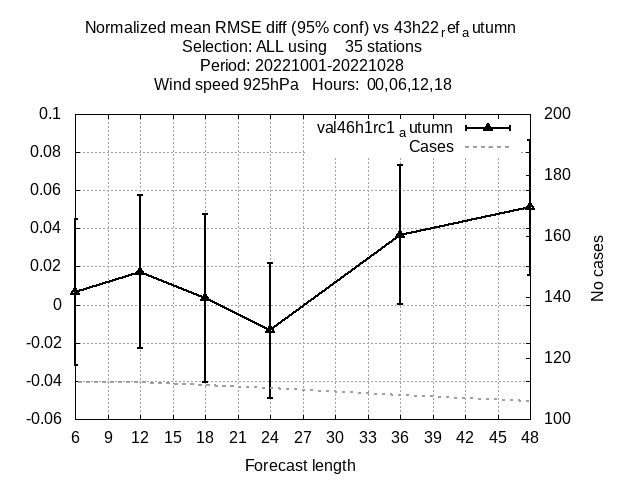 Normalized mean RMSE diff (95% conf) vs 43h22refautumn
Selection: ALL using 35 stations
Period: 20221001-20221028
Wind speed 925hPa Hours: 00,06,12,18
val46h1rc1autumn
Cases
0.1
0.08
0.06
0.04
0.02
0
-0.02
-0.04
-0.06
200
180
160
140
120
100
No cases
6 9 12 15 18 21 24 27 30 33 36 39 42 45 48
Forecast length